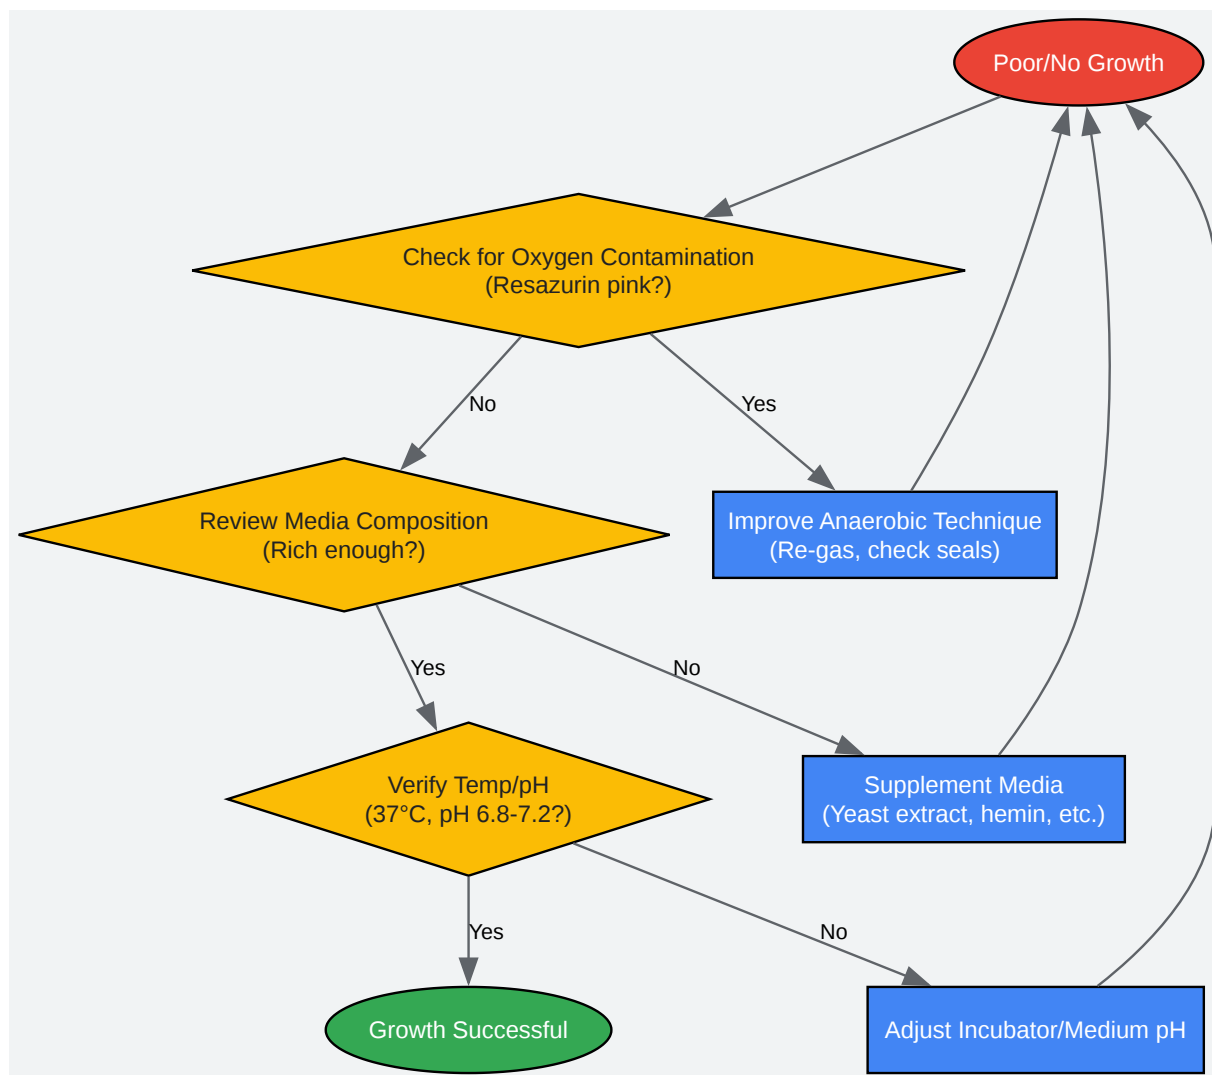 Poor/No Growth
Check for Oxygen Contamination
(Resazurin pink?)
No
Yes
Review Media Composition
(Rich enough?)
Improve Anaerobic Technique
(Re-gas, check seals)
Yes
No
Verify Temp/pH
(37°C, pH 6.8-7.2?)
Supplement Media
(Yeast extract, hemin, etc.)
Yes
No
Growth Successful
Adjust Incubator/Medium pH